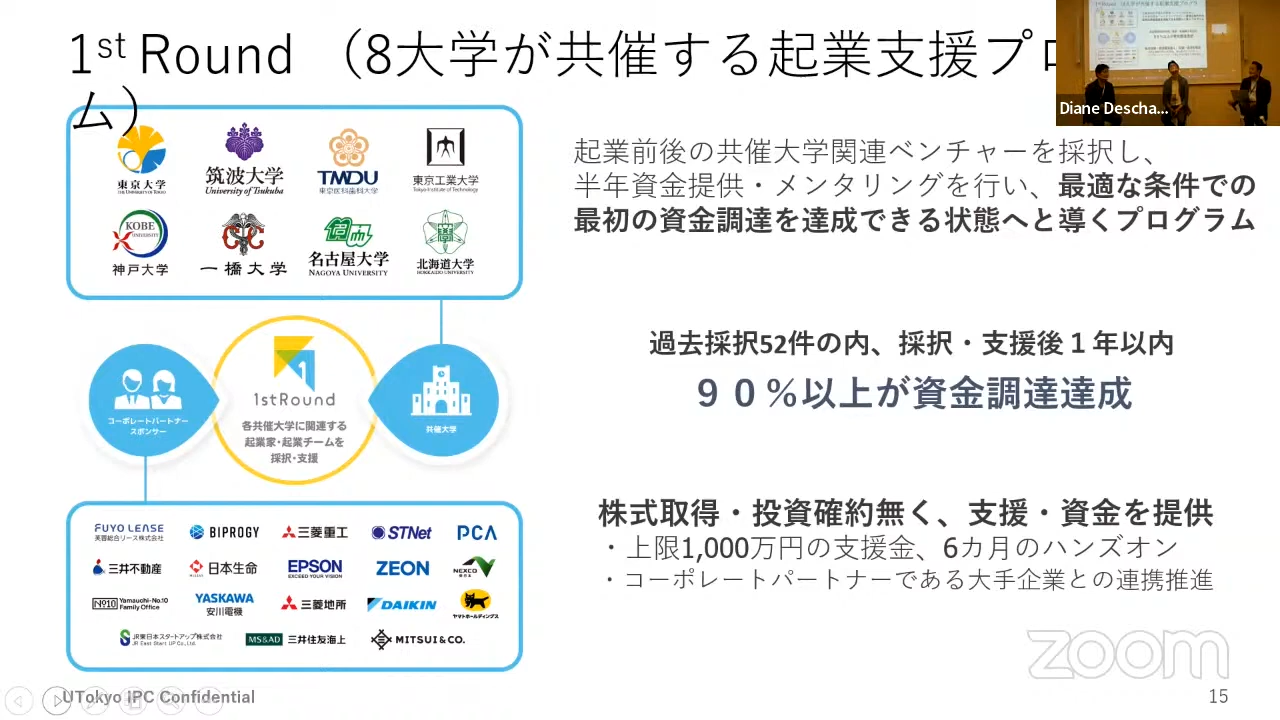 1st Round （8大学が共催する起業支援プロ
ム）
Diane Descha...
東京大学
THE UNIVERSITY OF TOKYO
筑波大学
University of Tsukuba
TMDU
東京医科歯科大学
東京工業大学
Tokyo Institute of Technology
KOBE
UNIVERSITY
神戸大学
一橋大学
名古屋大学
NAGOYA UNIVERSITY
北海道大学
HOKKAIDO UNIVERSITY
起業前後の共催大学関連ベンチャーを採択し、
半年資金提供・メンタリングを行い、最適な条件での
最初の資金調達を達成できる状態へと導くプログラム
コーポレートパートナー
スポンサー
1
1stRound
各共催大学に関連する
起業家・起業チームを
採択・支援
共催大学
過去採択52件の内、採択・支援後１年以内
９０％以上が資金調達達成
FUYO LEASE
芙蓉総合リース株式会社
BIPROGY
三菱重工
STNet
PCA
三井不動産
日本生命
EPSON
EXCEED YOUR VISION
ZEON
NEXCO
東日本
N10 Yamauchi-No.10
Family Office
YASKAWA
安川電機
三菱地所
DAIKIN
ヤマトホールディングス
JR東日本スタートアップ株式会社
JR East Start UP Co.,Ltd.
MS&AD 三井住友海上
MITSUI & CO.
株式取得・投資確約無く、支援・資金を提供
・上限1,000万円の支援金、6カ月のハンズオン
・コーポレートパートナーである大手企業との連携推進
zoom
UTokyo IPC Confidential
15